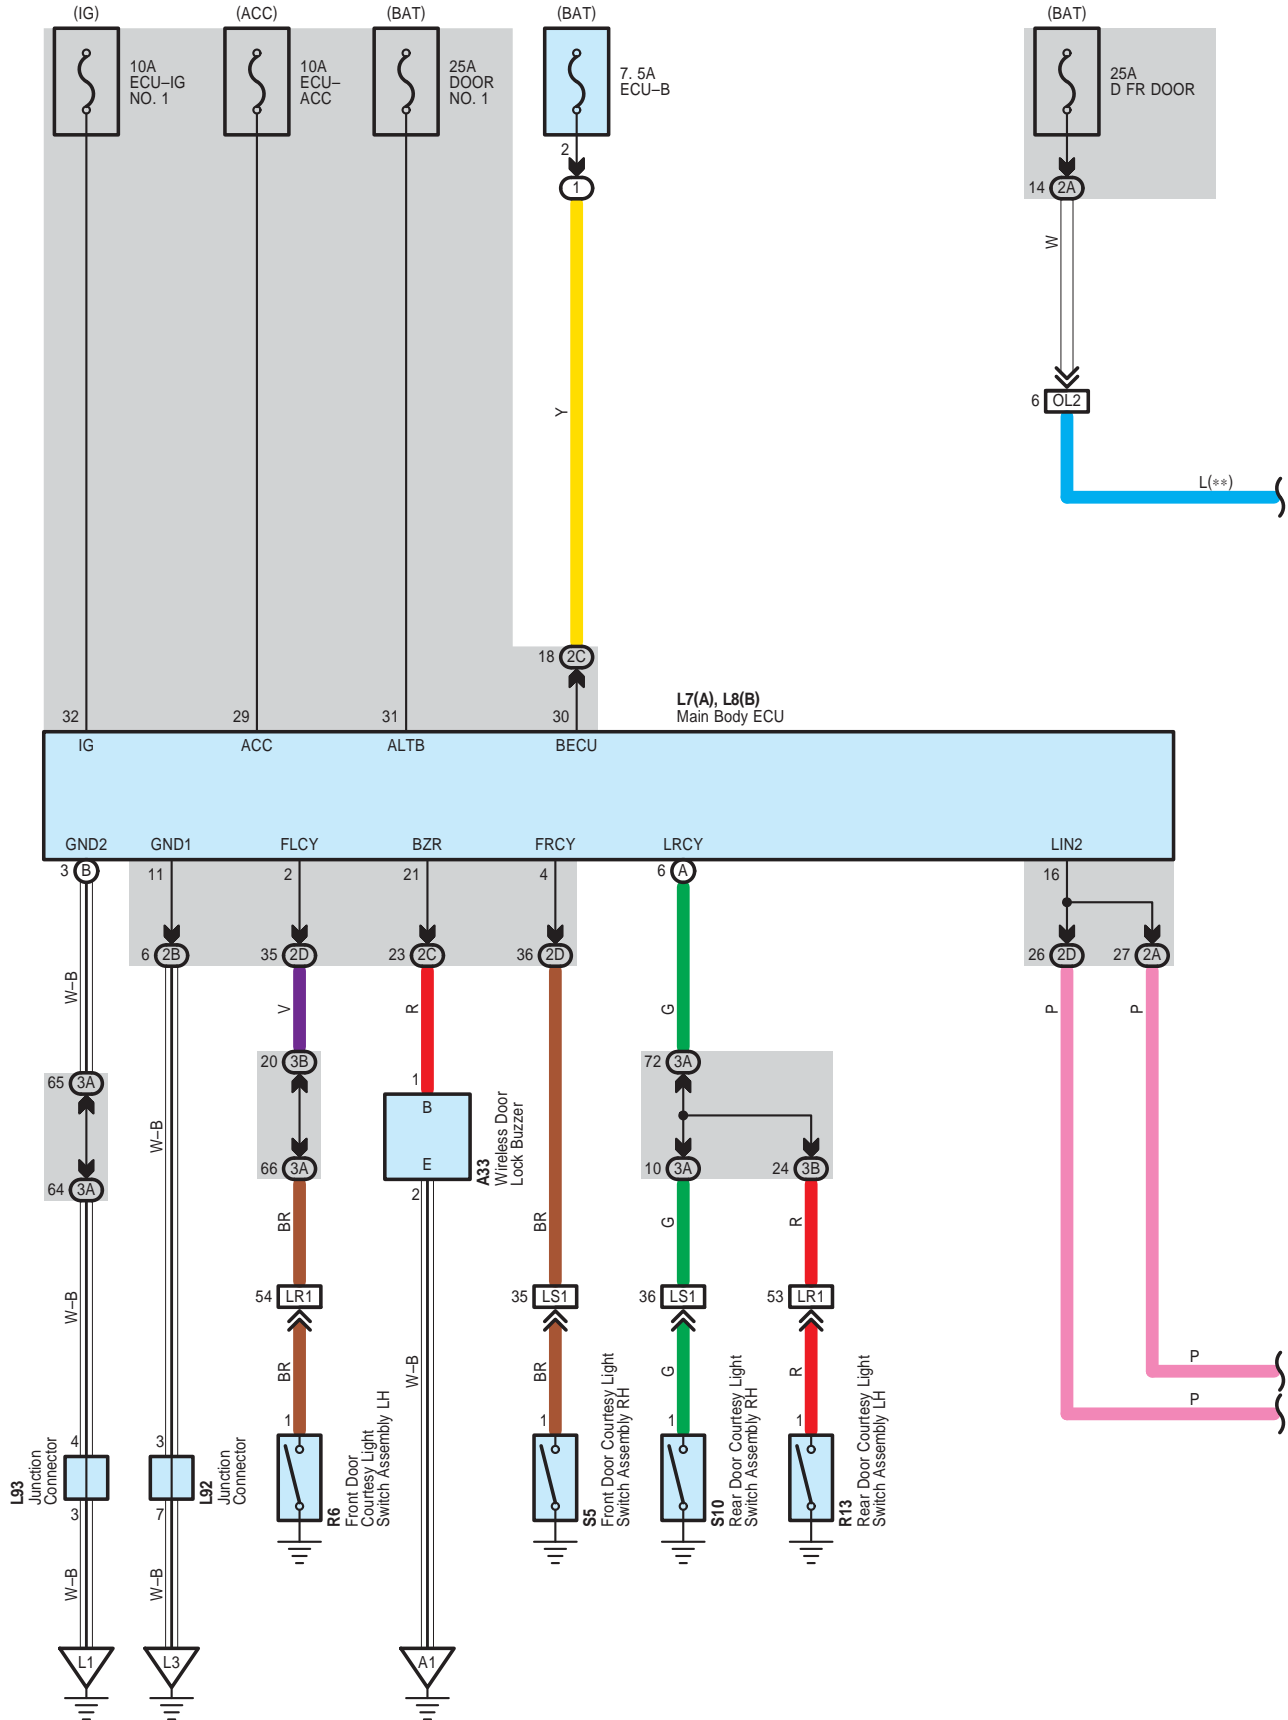 (IG)
(ACC)
(BAT)
(BAT)
(BAT)
10A
ECU–IG
NO. 1
10A
ECU–
ACC
25A
DOOR
NO. 1
7. 5A
ECU–B
25A
D FR DOOR
2
1
14
2A
W
Y
6
OL2
L(∗∗)
18
2C
32
29
31
30
L7(A), L8(B)
Main Body ECU
IG
ACC
ALTB
BECU
GND2
GND1
FLCY
BZR
FRCY
LRCY
LIN2
3
B
11
2
21
4
6
A
16
6
2B
35
2D
23
2C
36
2D
26
2D
27
2A
W–B
V
R
G
P
P
65
3A
20
3B
72
3A
1
B
E
2
A33
Wireless Door
Lock Buzzer
W–B
64
3A
66
3A
10
3A
24
3B
W–B
BR
BR
G
R
54
LR1
35
LS1
36
LS1
53
LR1
BR
W–B
BR
G
R
P
P
4
3
1
1
1
1
L93
Junction
Connector
L92
Junction
Connector
R6
Front Door
Courtesy Light
Switch Assembly LH
S5
Front Door Courtesy Light
Switch Assembly RH
S10
Rear Door Courtesy Light
Switch Assembly RH
R13
Rear Door Courtesy Light
Switch Assembly LH
3
7
W–B
W–B
L1
L3
A1